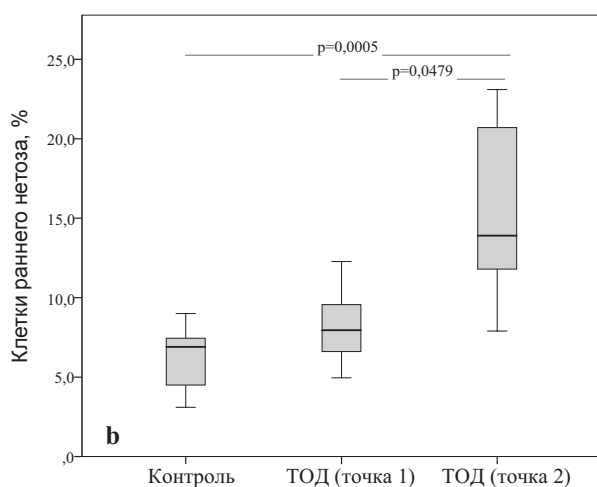 Клетки раннего нетоза, %
25,0
20,0
15,0
10,0
5,0
,0
p=0,0005
p=0,0479
b
Контроль ТОД (точка 1) ТОД (точка 2)